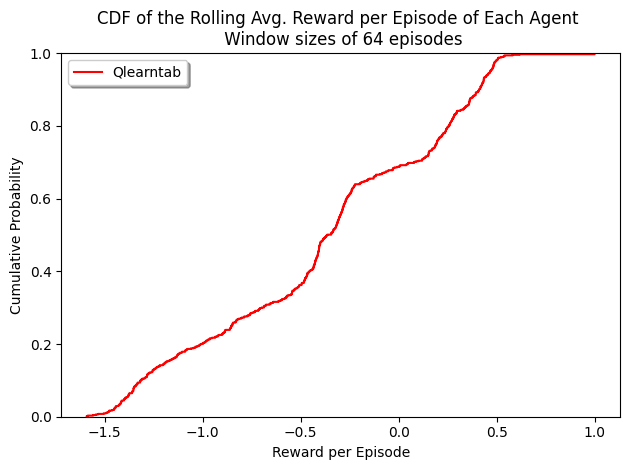 CDF of the Rolling Avg. Reward per Episode of Each Agent
Window sizes of 64 episodes
Qlearntab
Cumulative Probability
1.0
0.8
0.6
0.4
0.2
0.0
−1.5 −1.0 −0.5 0.0 0.5 1.0
Reward per Episode